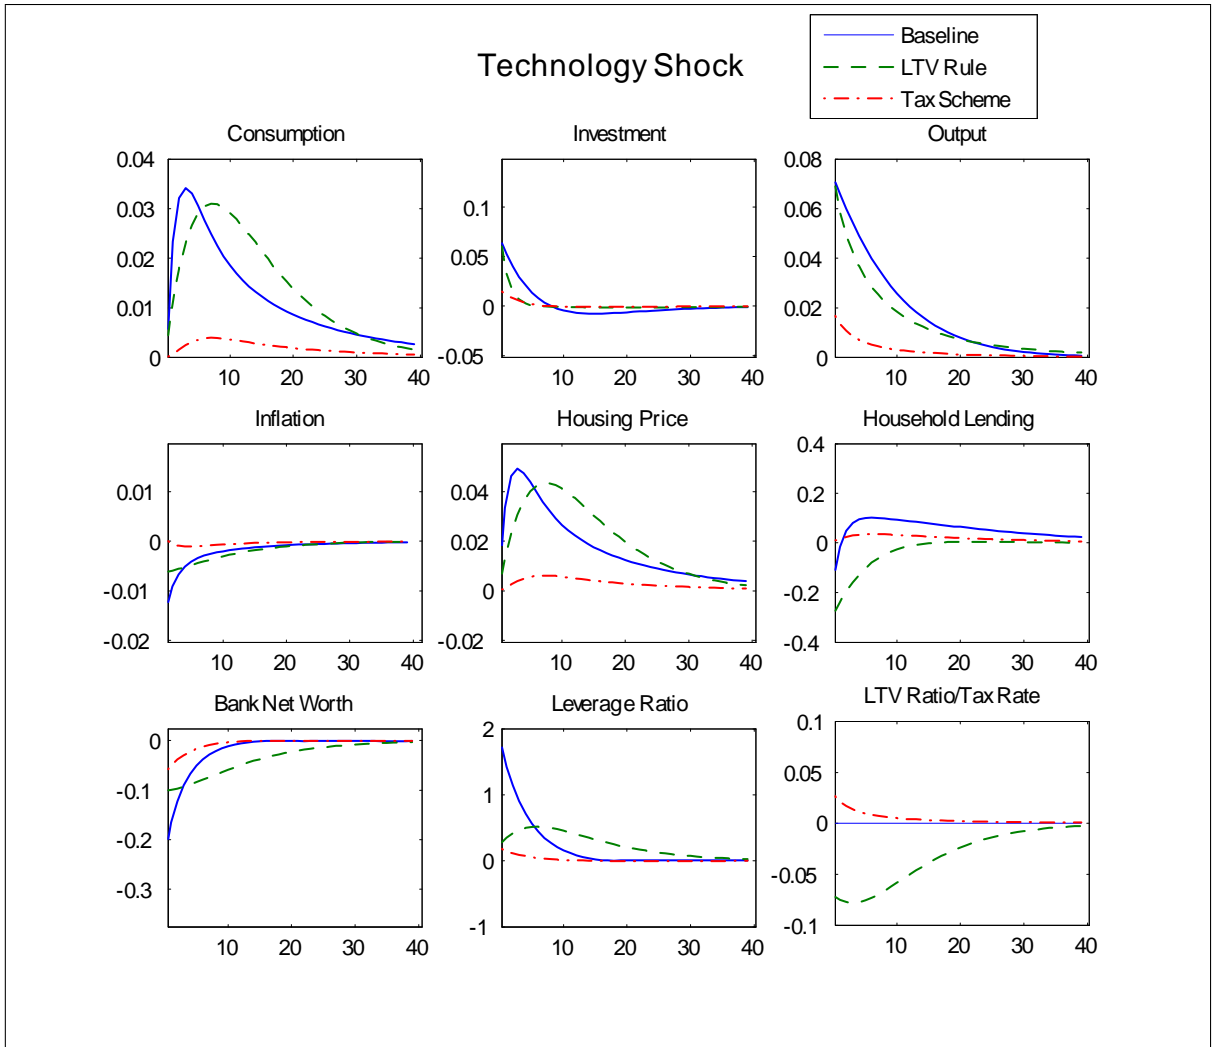 Technology Shock
Baseline
LTV Rule
Tax Scheme
Consumption
0.04
0.03
0.02
0.01
0
10 20 30 40
Investment
0.1
0.05
0
-0.05
10 20 30 40
Output
0.08
0.06
0.04
0.02
0
10 20 30 40
Inflation
0.01
0
-0.01
-0.02
10 20 30 40
Housing Price
0.04
0.02
0
-0.02
10 20 30 40
Household Lending
0.4
0.2
0
-0.2
-0.4
10 20 30 40
Bank Net Worth
0
-0.1
-0.2
-0.3
10 20 30 40
Leverage Ratio
2
1
0
-1
10 20 30 40
LTV Ratio/Tax Rate
0.1
0.05
0
-0.05
-0.1
10 20 30 40